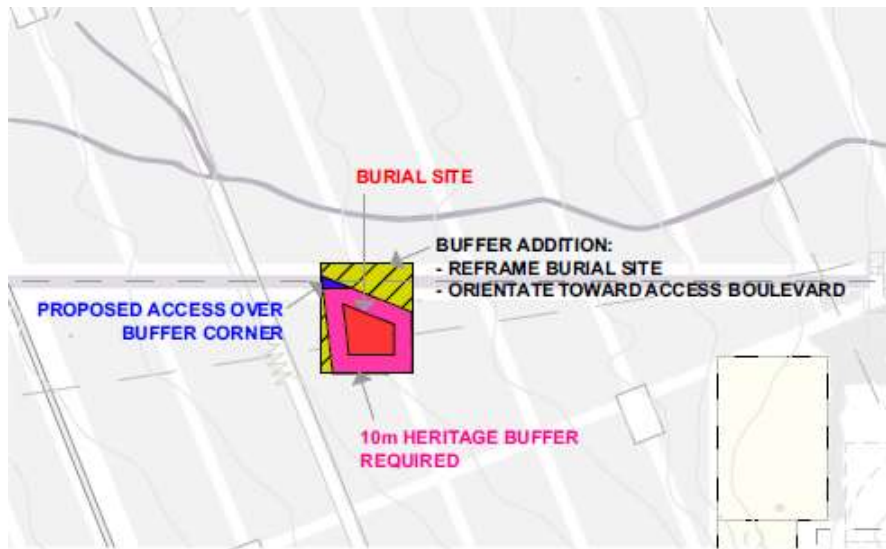 BURIAL SITE
BUFFER ADDITION:
- REFRAME BURIAL SITE
- ORIENTATE TOWARD ACCESS BOULEVARD
PROPOSED ACCESS OVER
BUFFER CORNER
10m HERITAGE BUFFER
REQUIRED